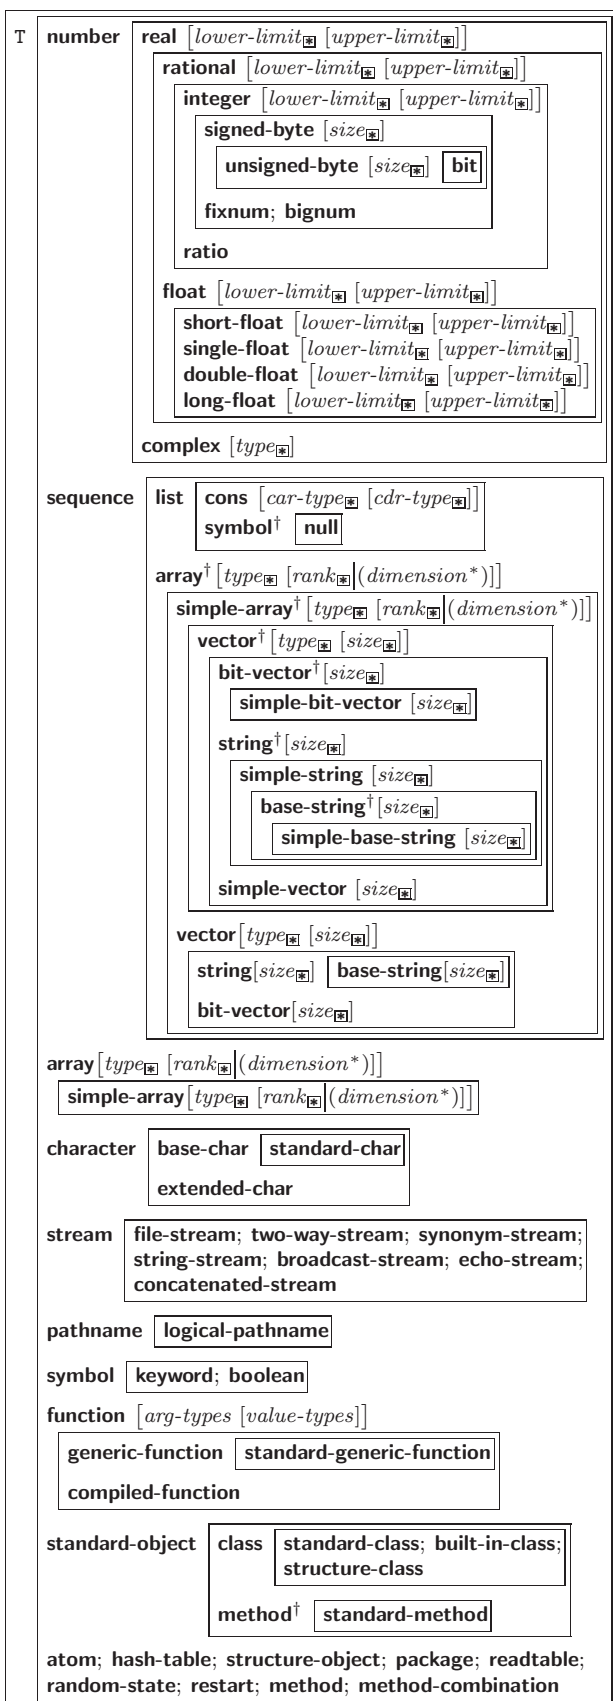 T number real [lower-limit* [upper-limit*]]
rational [lower-limit* [upper-limit*]]
integer [lower-limit* [upper-limit*]]
signed-byte [size*]
unsigned-byte [size*] bit
fixnum; bignum
ratio
float [lower-limit* [upper-limit*]]
short-float [lower-limit* [upper-limit*]]
single-float [lower-limit* [upper-limit*]]
double-float [lower-limit* [upper-limit*]]
long-float [lower-limit* [upper-limit*]]
complex [type*]
sequence list cons [car-type* [cdr-type*]]
symbol† null
array†[type* [rank*|(dimension*)]]
simple-array†[type* [rank*|(dimension*)]]
vector†[type* [size*]]
bit-vector†[size*]
simple-bit-vector [size*]
string†[size*]
simple-string [size*]
base-string†[size*]
simple-base-string [size*]
simple-vector [size*]
vector[type* [size*]]
string[size*] base-string[size*]
bit-vector[size*]
array[type* [rank*|(dimension*)]]
simple-array[type* [rank*|(dimension*)]]
character base-char standard-char
extended-char
stream file-stream; two-way-stream; synonym-stream;
string-stream; broadcast-stream; echo-stream;
concatenated-stream
pathname logical-pathname
symbol keyword; boolean
function [arg-types [value-types]]
generic-function standard-generic-function
compiled-function
standard-object class standard-class; built-in-class;
structure-class
method† standard-method
atom; hash-table; structure-object; package; readtable;
random-state; restart; method; method-combination